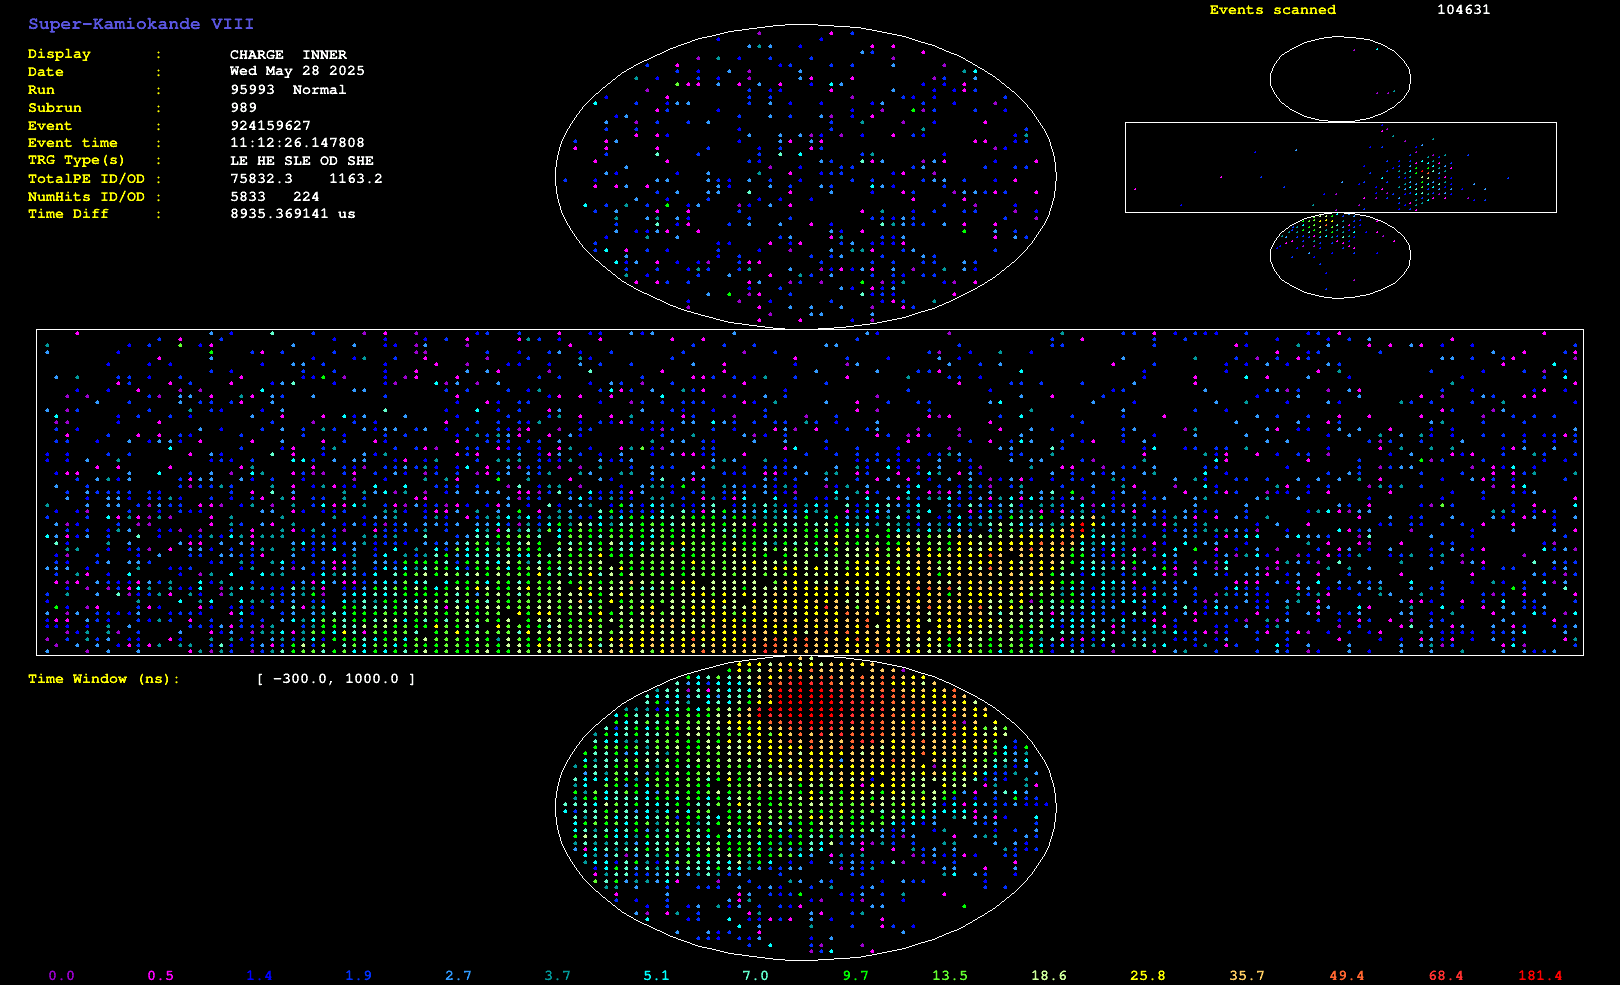 Super-Kamiokande VIII
Events scanned 104631
Display : CHARGE INNER
Date : Wed May 28 2025
Run : 95993 Normal
Subrun : 989
Event : 924159627
Event time : 11:12:26.147808
TRG Type(s) : LE HE SLE OD SHE
TotalPE ID/OD : 75832.3 1163.2
NumHits ID/OD : 5833 224
Time Diff : 8935.369141 us
Time Window (ns): [ -300.0, 1000.0 ]
0.0 0.5 1.4 1.9 2.7 3.7 5.1 7.0 9.7 13.5 18.6 25.8 35.7 49.4 68.4 181.4